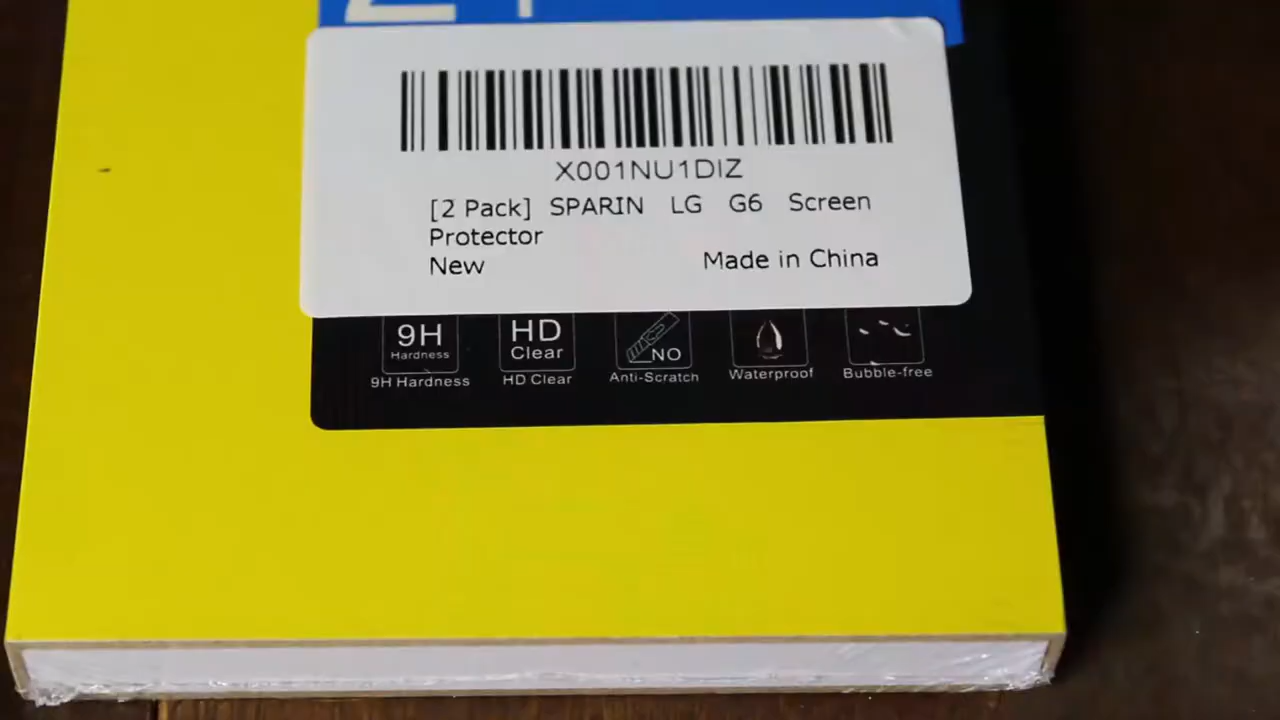 X001NU1DIZ
[2 Pack] SPARIN LG G6 Screen
Protector
New
Made in China
9H
Hardness
HD
Clear
NO
9H Hardness
HD Clear
Anti-Scratch
Waterproof
Bubble-free